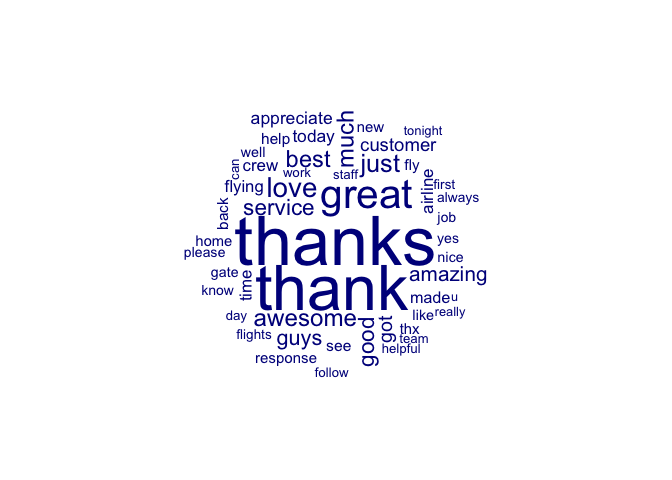 appreciate
much
new
tonight
help
today
customer
well
can
crew
best
just
fly
work
staff
airline
first
flying
love
great
always
back
service
job
home
thanks
yes
please
nice
gate
time
thank
amazing
know
made
u
day
awesome
like
really
flights
guys
good
got
thx
team
see
helpful
response
follow